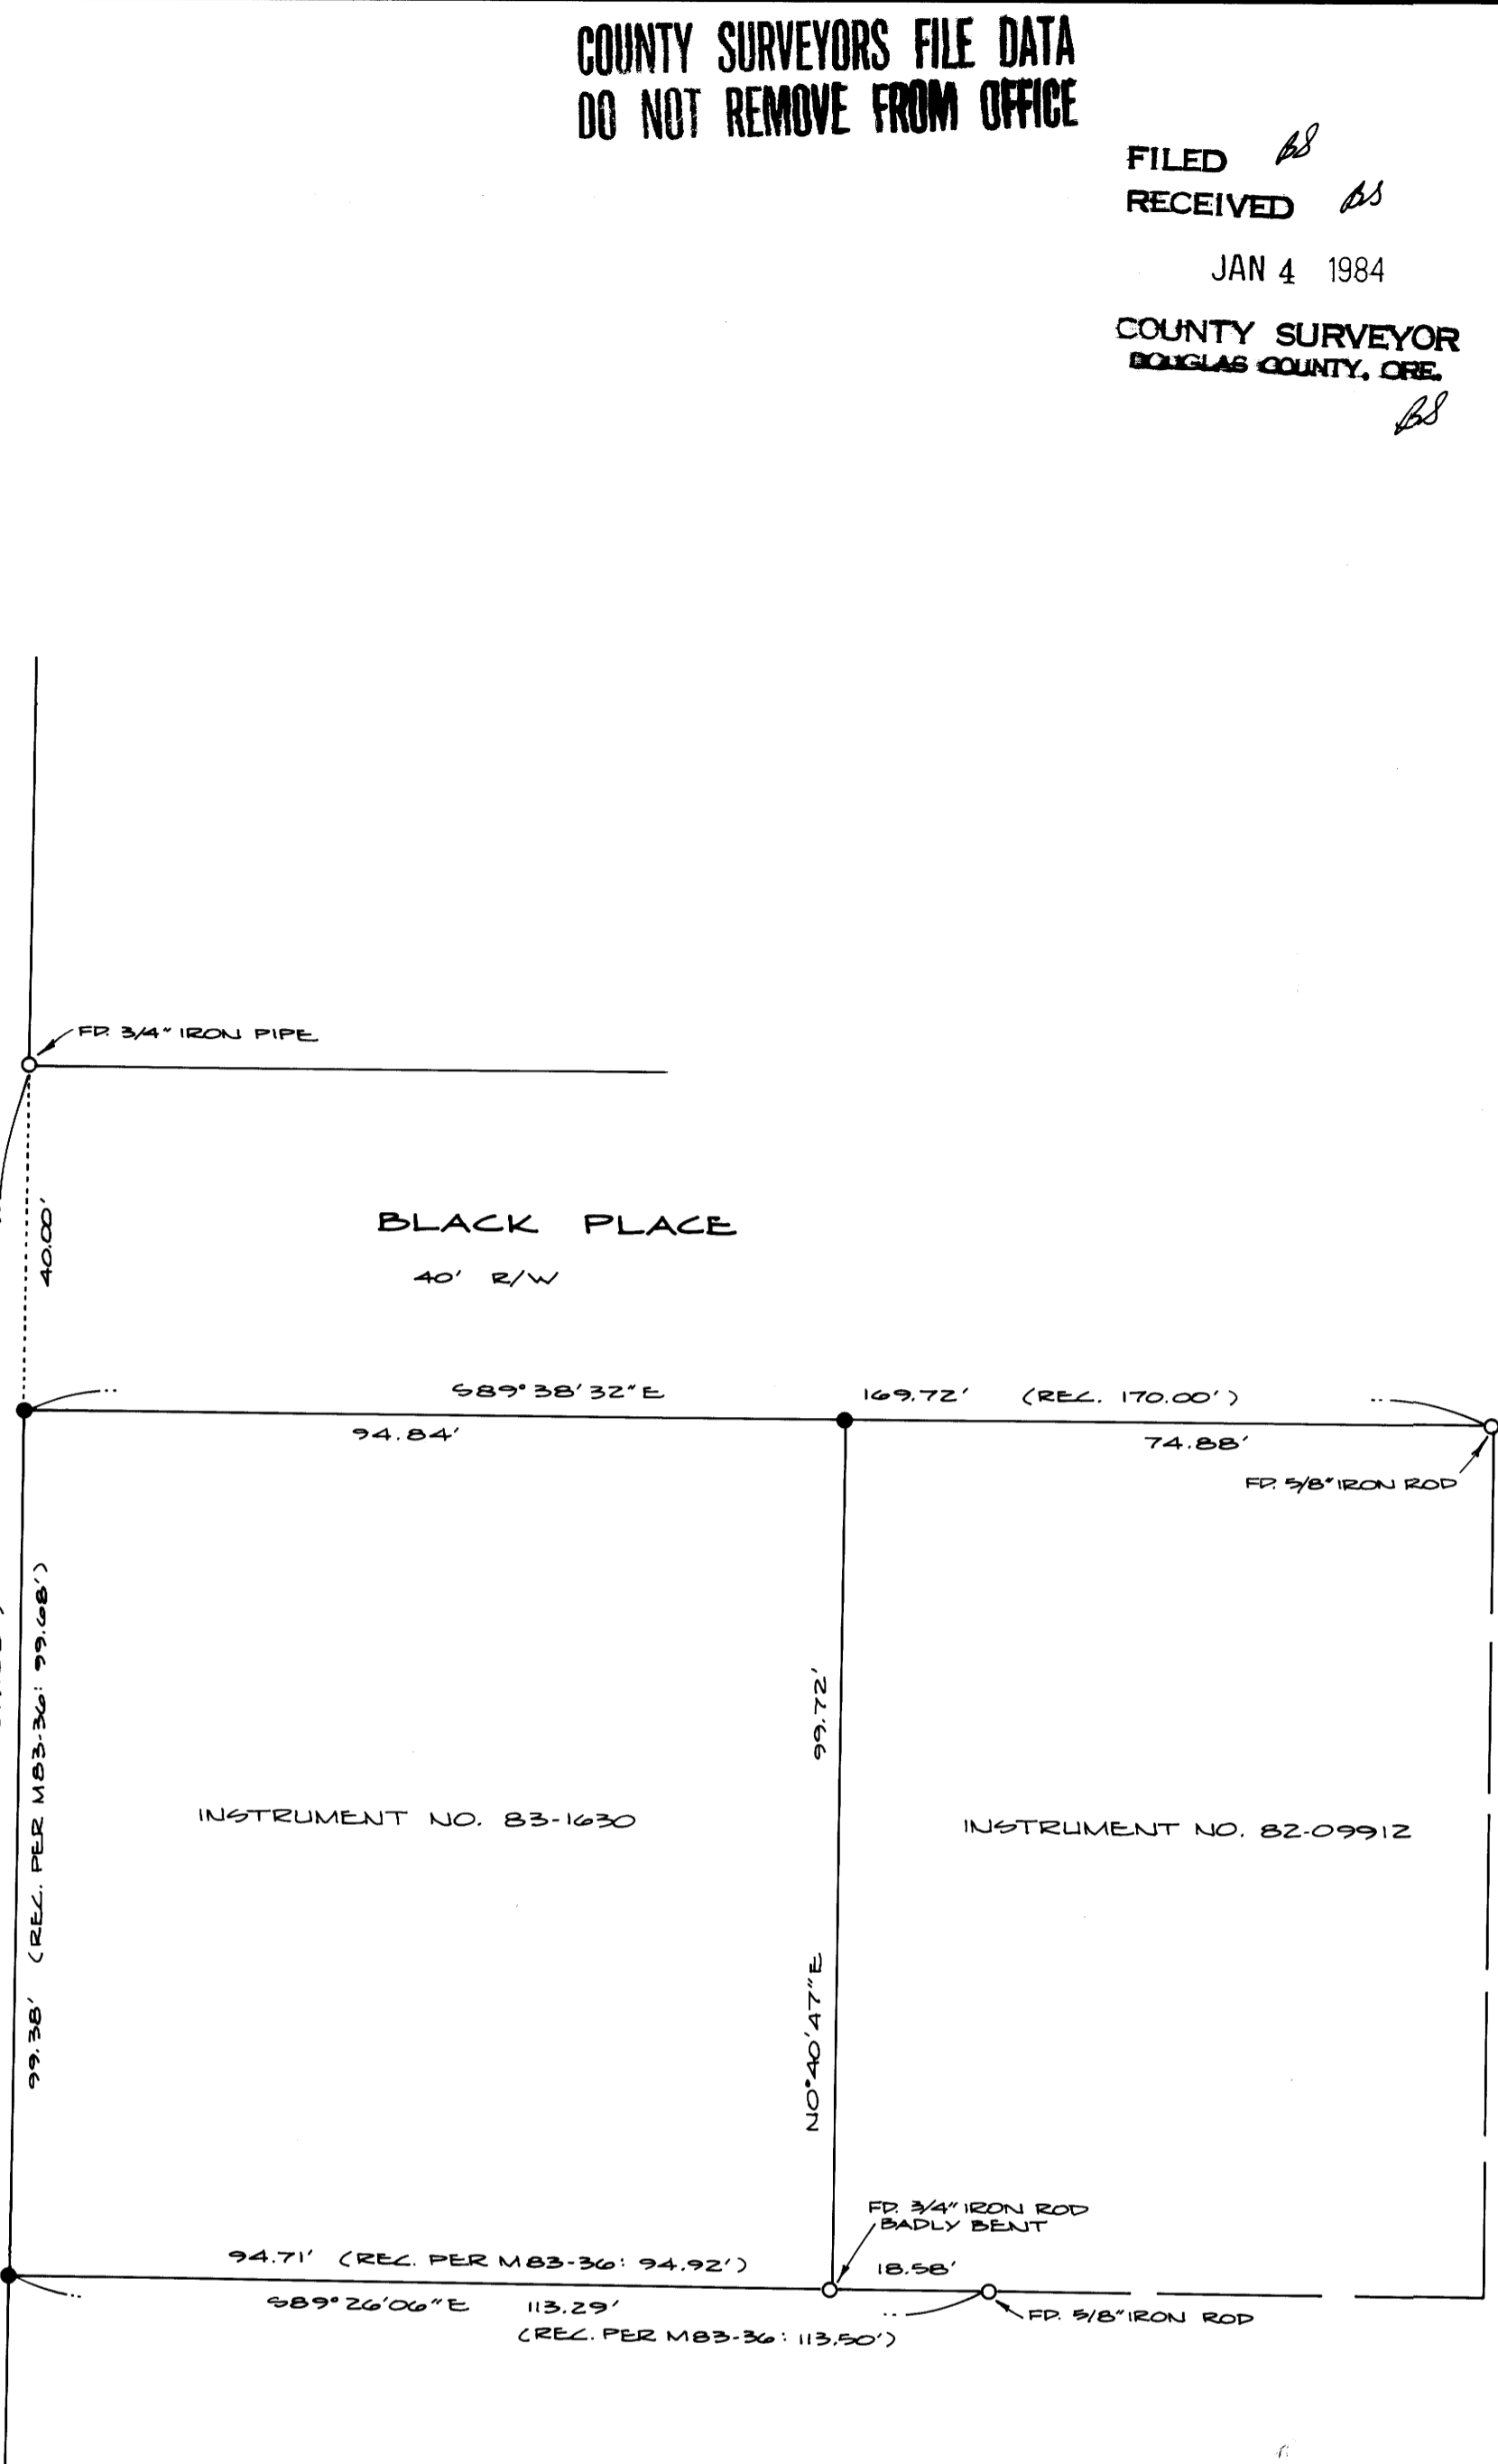 COUNTY SURVEYORS FILE DATA
DO NOT REMOVE FROM OFFICE
FILED BS
RECEIVED BS
JAN 4 1984
COUNTY SURVEYOR
DOUGLAS COUNTY, ORE.
BS
FD. 3/4" IRON PIPE
40.00'
BLACK PLACE
40' R/W
S89°38'32"E 169.72' (REC. 170.00')
94.84'
74.88'
FD. 5/8" IRON ROD
99.38' (REC. PER M83-36: 99.68')
99.72'
N0°40'47"E
INSTRUMENT NO. 83-1630
INSTRUMENT NO. 82-09912
FD. 3/4" IRON ROD
BADLY BENT
94.71' (REC. PER M83-36: 94.92')
18.58'
S89°26'06"E 113.29'
(REC. PER M83-36: 113.50')
FD. 5/8" IRON ROD